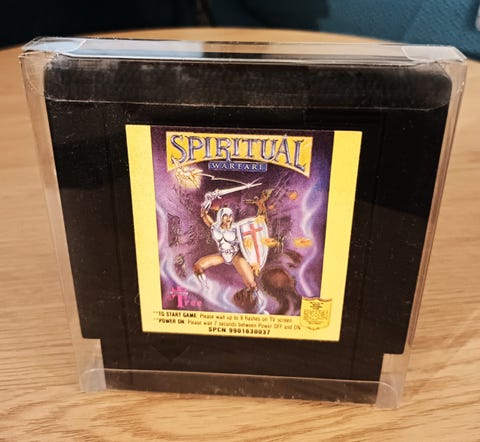 SPIRITUAL
WARFARE
Tree
**TO START GAME: Please wait up to 9 flashes on TV screen
**POWER ON: Please wait 7 seconds between Power OFF and ON
SPCN 9901630037